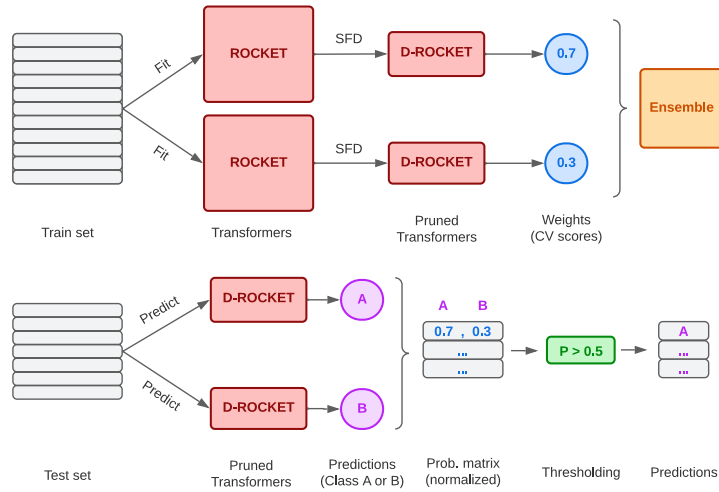 Fit
ROCKET
SFD
D-ROCKET
0.7
Ensemble
Fit
ROCKET
SFD
D-ROCKET
0.3
Train set
Transformers
Pruned
Transformers
Weights
(CV scores)
Predict
D-ROCKET
A
A B
0.7 , 0.3
...
...
P > 0.5
A
...
...
Predict
D-ROCKET
B
Test set
Pruned
Transformers
Predictions
(Class A or B)
Prob. matrix
(normalized)
Thresholding
Predictions